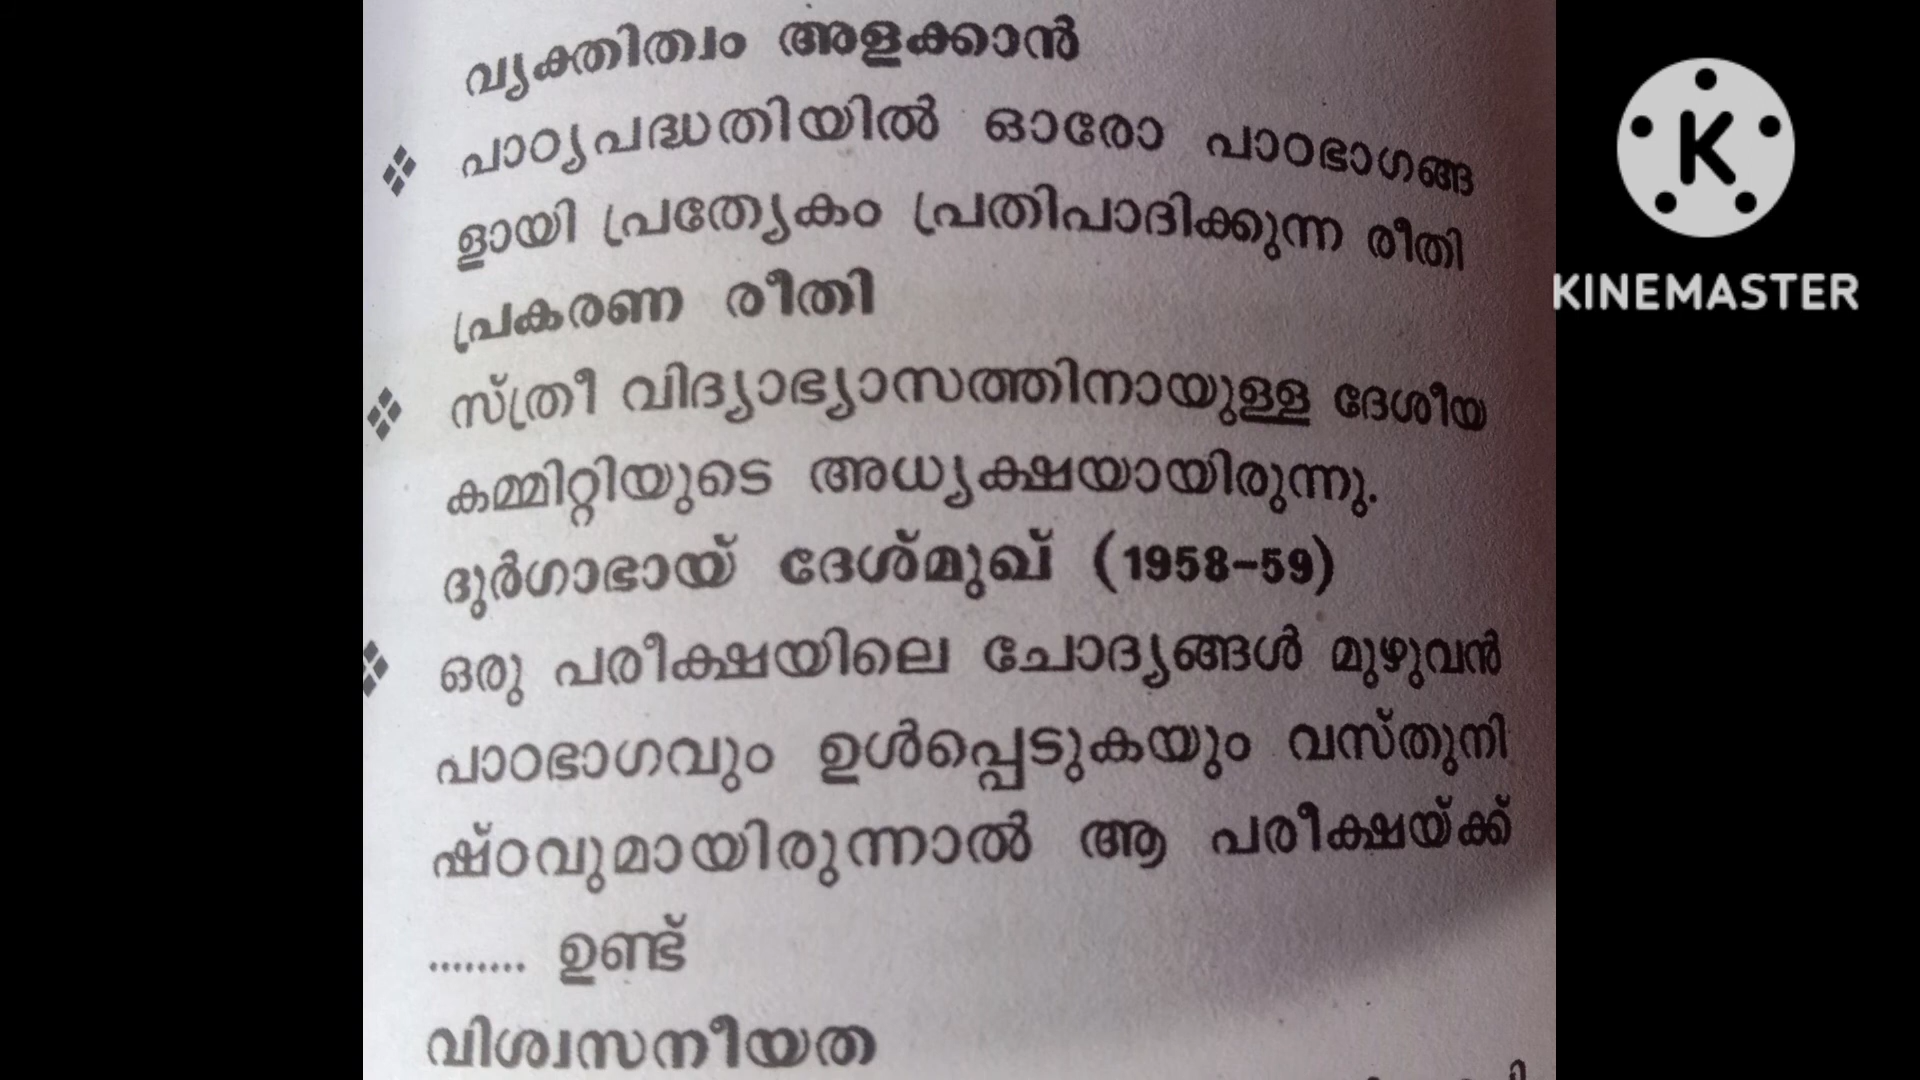 വ്യക്തിത്വം അളക്കാൻ
❖ പാഠ്യപദ്ധതിയിൽ ഓരോ പാഠഭാഗങ്ങ
ളായി പ്രത്യേകം പ്രതിപാദിക്കുന്ന രീതി
പ്രകരണ രീതി
❖ സ്ത്രീ വിദ്യാഭ്യാസത്തിനായുള്ള ദേശീയ
കമ്മിറ്റിയുടെ അധ്യക്ഷയായിരുന്നു.
ദുർഗാഭായ് ദേശ്മുഖ് (1958-59)
❖ ഒരു പരീക്ഷയിലെ ചോദ്യങ്ങൾ മുഴുവൻ
പാഠഭാഗവും ഉൾപ്പെടുകയും വസ്തുനി
ഷ്ഠവുമായിരുന്നാൽ ആ പരീക്ഷയ്ക്ക്
........ ഉണ്ട്
വിശ്വസനീയത
K
KINEMASTER